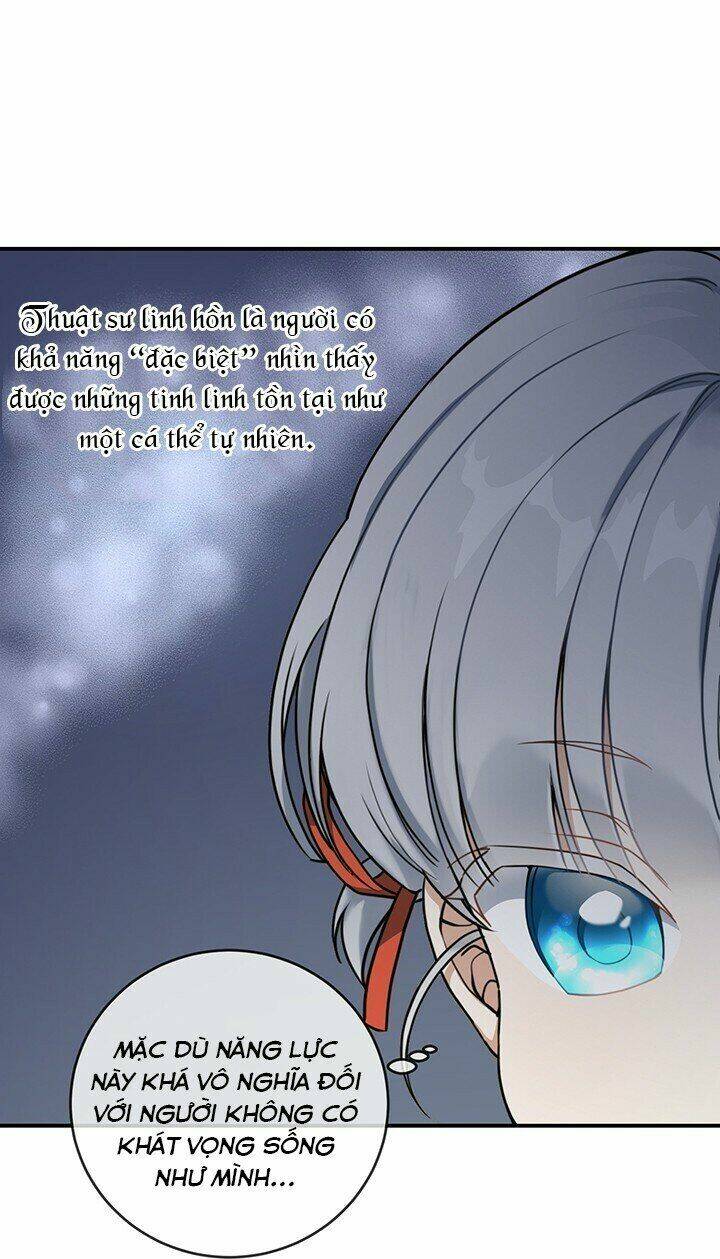 Thuật sư linh hồn là người có
khả năng “đặc biệt” nhìn thấy
được những tinh linh tồn tại như
một cá thể tự nhiên.
MẶC DÙ NĂNG LỰC
NÀY KHÁ VÔ NGHĨA ĐỐI
VỚI NGƯỜI KHÔNG CÓ
KHÁT VỌNG SỐNG
NHƯ MÌNH...